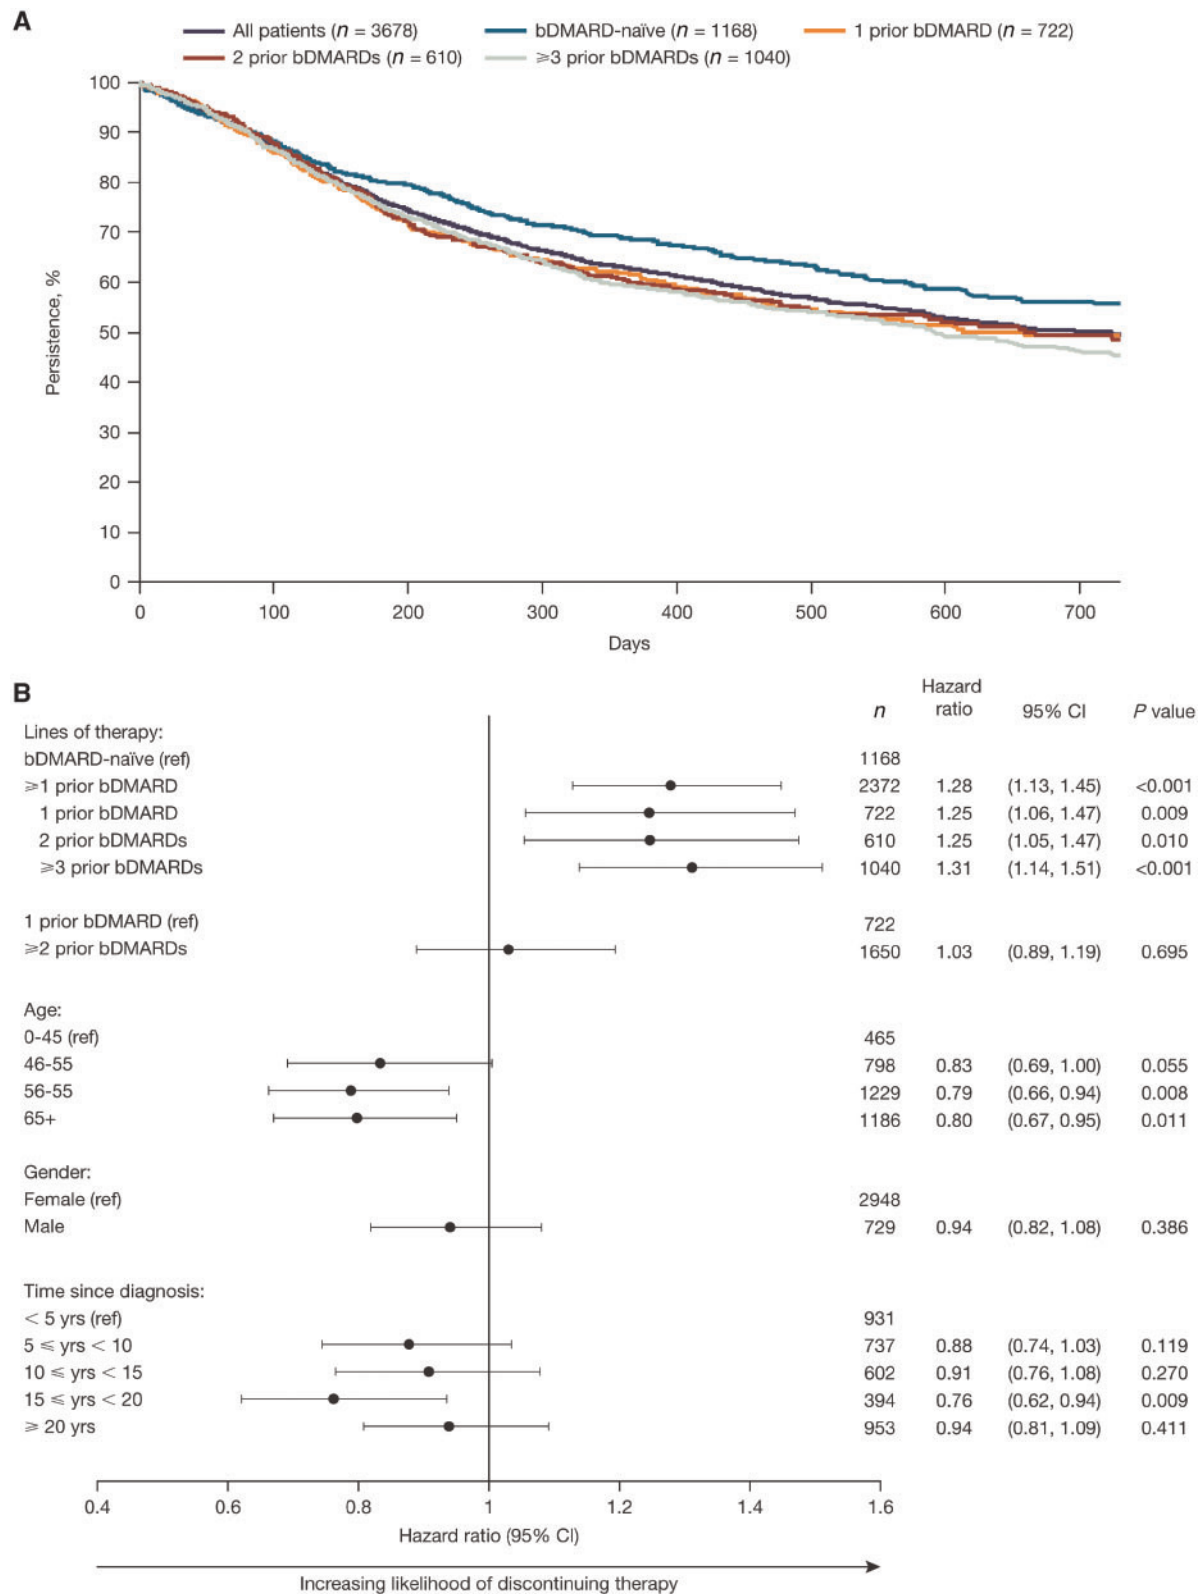 A
All patients (n = 3678) bDMARD-naïve (n = 1168) 1 prior bDMARD (n = 722)
2 prior bDMARDs (n = 610) ⩾3 prior bDMARDs (n = 1040)
100
90
80
70
60
50
40
30
20
10
0
Persistence, %
0 100 200 300 400 500 600 700
Days
B
n Hazard ratio 95% CI P value
Lines of therapy:
bDMARD-naïve (ref) 1168
⩾1 prior bDMARD 2372 1.28 (1.13, 1.45) <0.001
1 prior bDMARD 722 1.25 (1.06, 1.47) 0.009
2 prior bDMARDs 610 1.25 (1.05, 1.47) 0.010
⩾3 prior bDMARDs 1040 1.31 (1.14, 1.51) <0.001
1 prior bDMARD (ref) 722
⩾2 prior bDMARDs 1650 1.03 (0.89, 1.19) 0.695
Age:
0-45 (ref) 465
46-55 798 0.83 (0.69, 1.00) 0.055
56-55 1229 0.79 (0.66, 0.94) 0.008
65+ 1186 0.80 (0.67, 0.95) 0.011
Gender:
Female (ref) 2948
Male 729 0.94 (0.82, 1.08) 0.386
Time since diagnosis:
< 5 yrs (ref) 931
5 ⩽ yrs < 10 737 0.88 (0.74, 1.03) 0.119
10 ⩽ yrs < 15 602 0.91 (0.76, 1.08) 0.270
15 ⩽ yrs < 20 394 0.76 (0.62, 0.94) 0.009
⩾ 20 yrs 953 0.94 (0.81, 1.09) 0.411
0.4 0.6 0.8 1 1.2 1.4 1.6
Hazard ratio (95% CI)
Increasing likelihood of discontinuing therapy